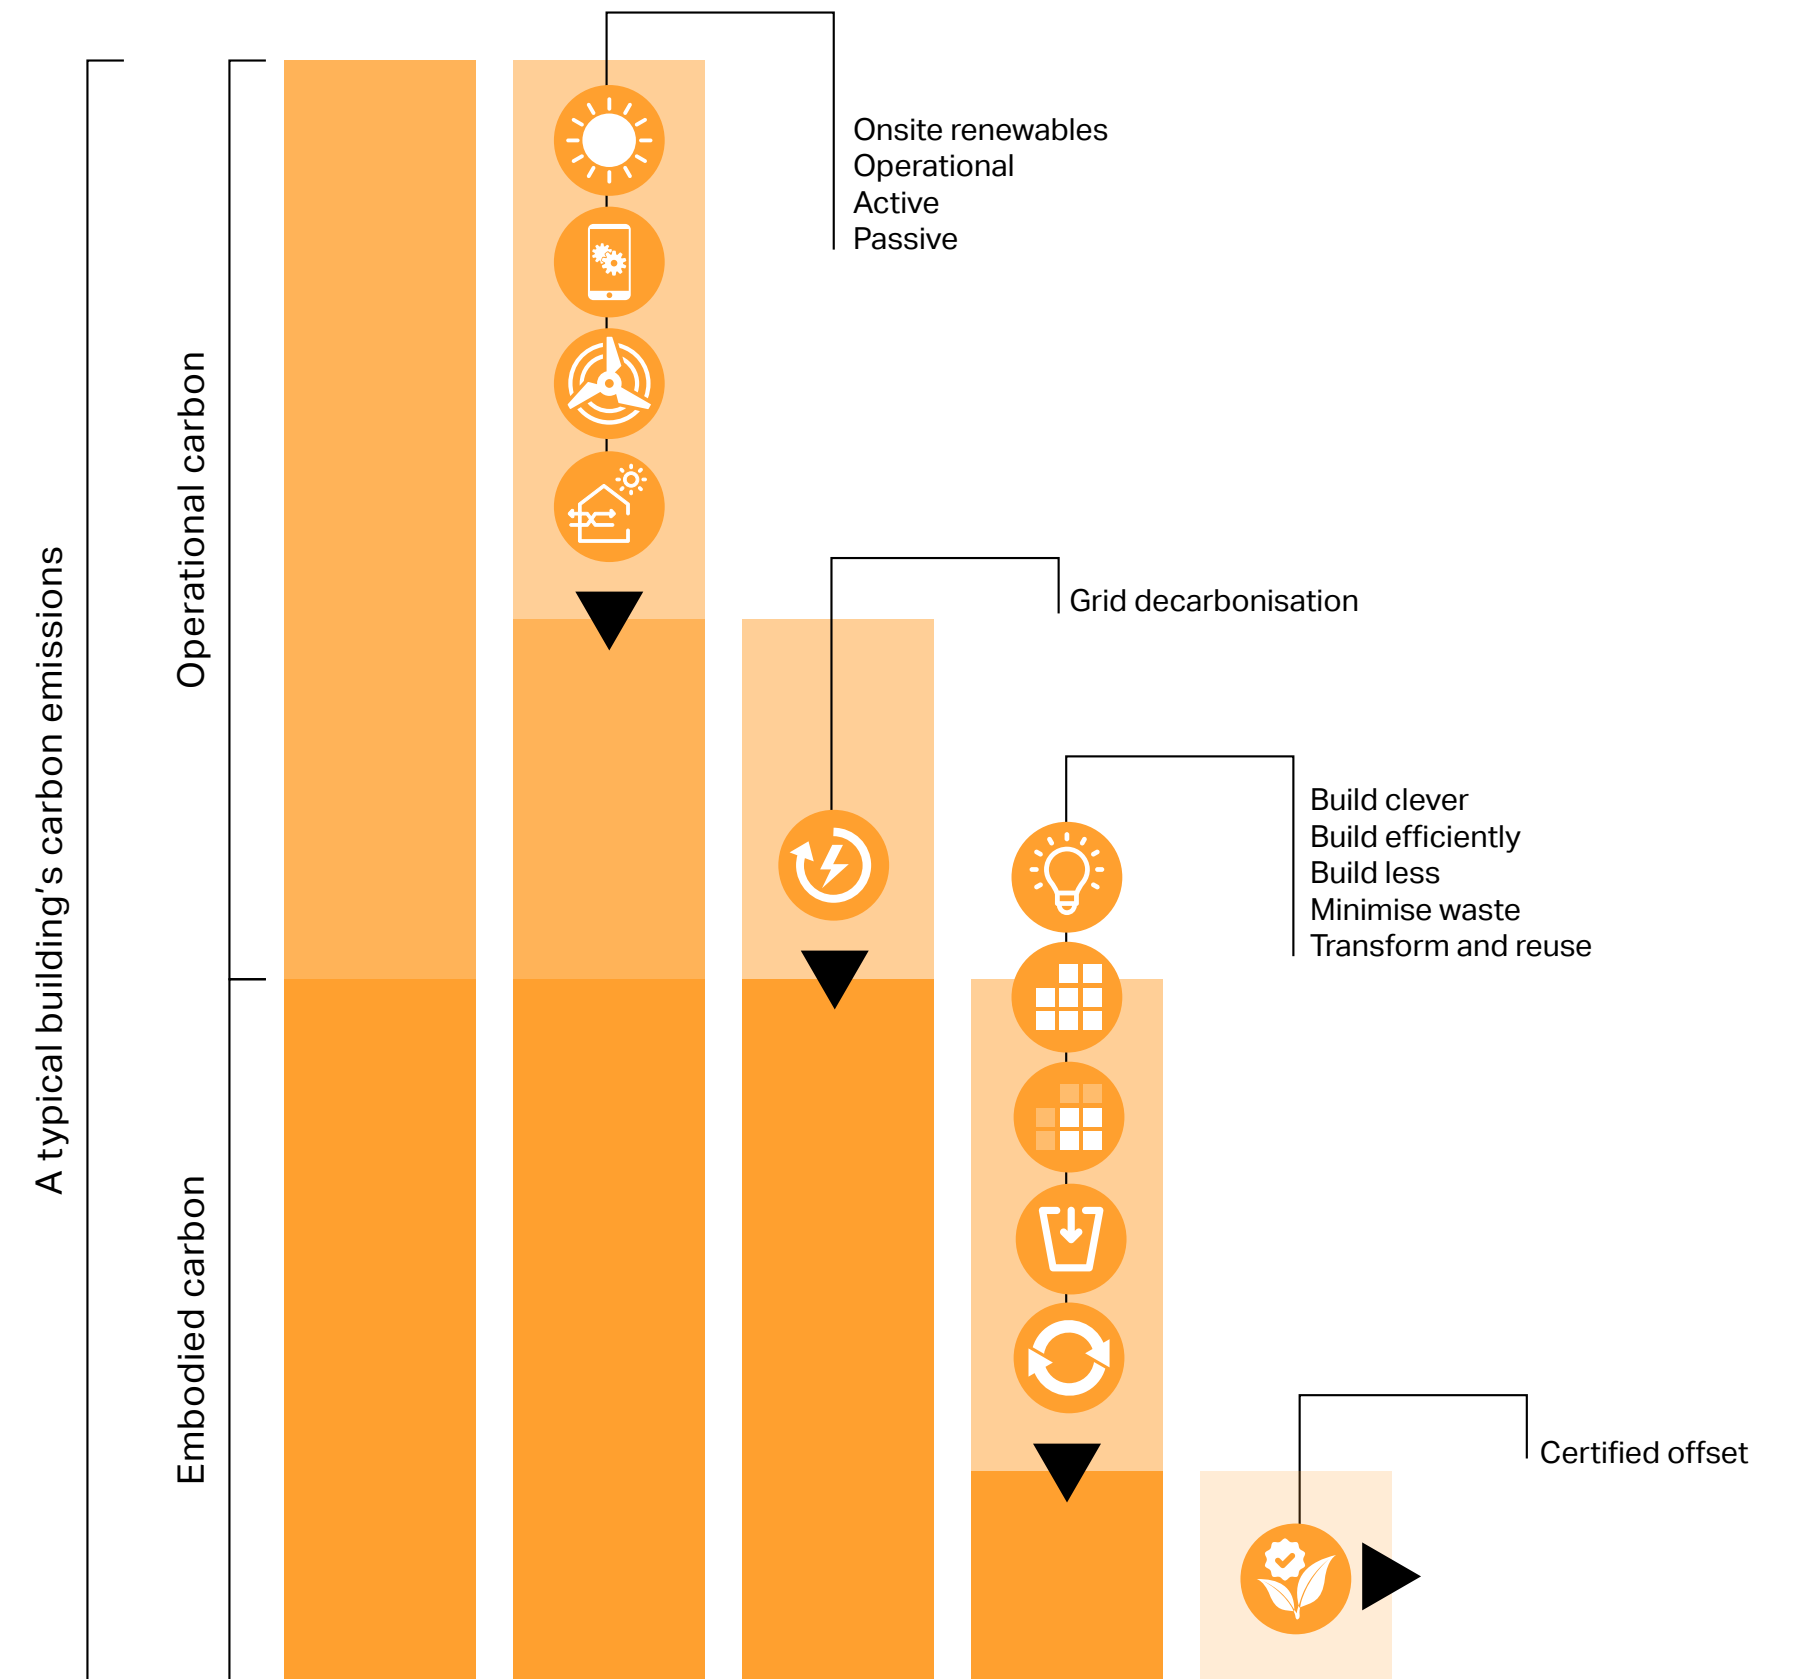 A typical building's carbon emissions
Operational carbon
Embodied carbon
Onsite renewables
Operational
Active
Passive
Grid decarbonisation
Build clever
Build efficiently
Build less
Minimise waste
Transform and reuse
Certified offset